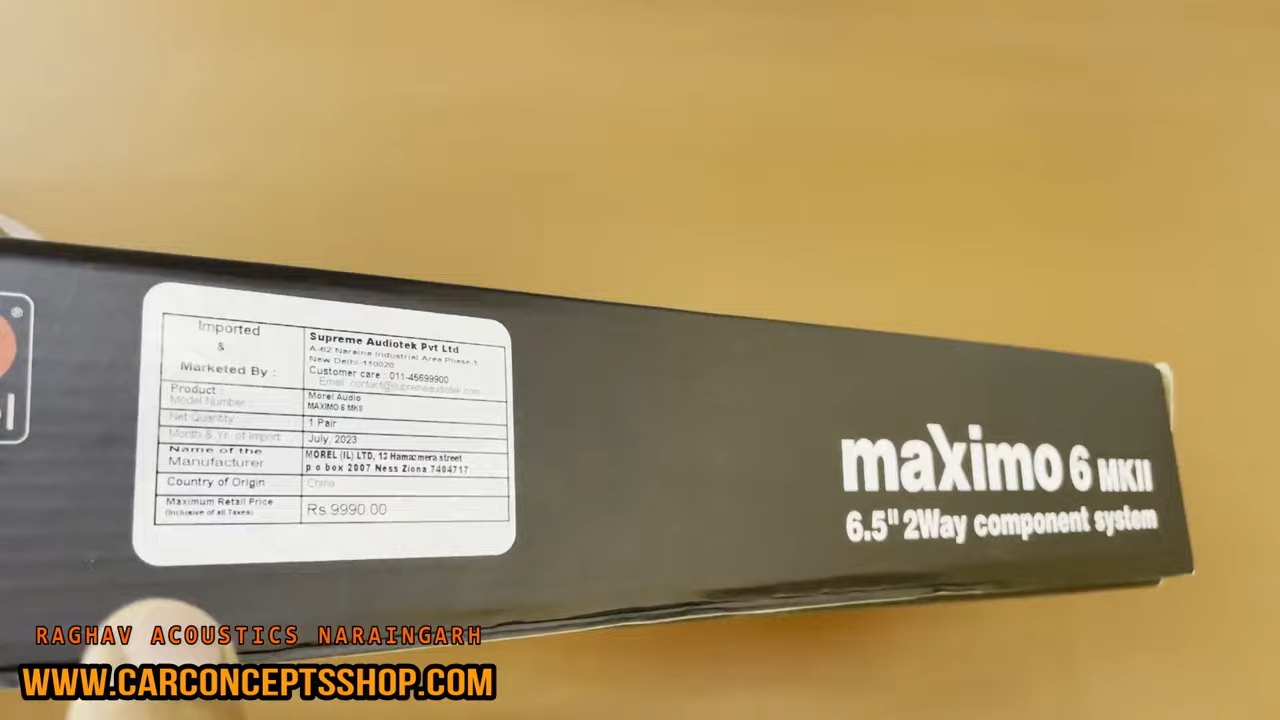 Imported
&
Marketed By :
Supreme Audiotek Pvt Ltd
A-62 Naraina Industrial Area Phase-1
New Delhi-110028
Customer care : 011-45699900
Email contact@supremeaudiotek.com
Product :
Morel Audio
Model Number :
MAXIMO 6 MKII
Net Quantity :
1 Pair
Month & Yr. of Import :
July, 2023
Name of the
Manufacturer
MOREL (IL) LTD, 13 Hamazmera street
p o box 2007 Ness Ziona 7404717
Country of Origin
China
Maximum Retail Price
(Inclusive of all Taxes)
Rs.9990.00
®
maximo 6 MKII
6.5" 2Way component system
RAGHAV ACOUSTICS NARAINGARH
WWW.CARCONCEPTSSHOP.COM